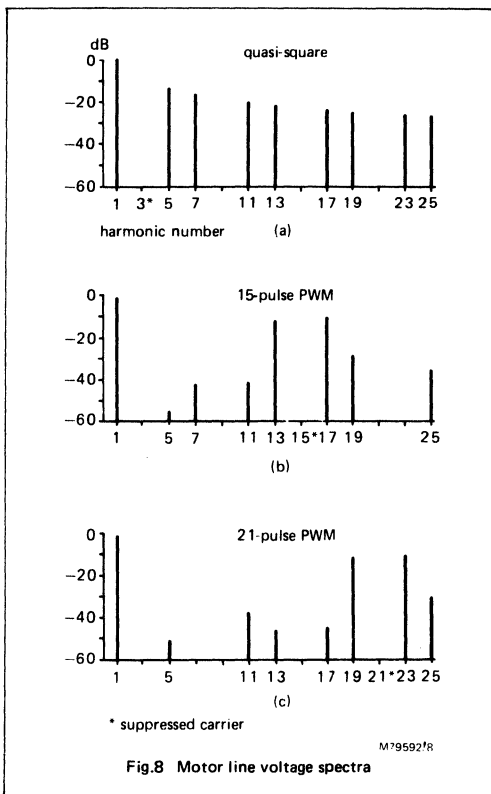 dB
quasi-square
0
−20
−40
−60
1 3* 5 7 11 13 17 19 23 25
harmonic number (a)
15-pulse PWM
0
−20
−40
−60
1 5 7 11 13 15 *17 19 25
(b)
21-pulse PWM
0
−20
−40
−60
1 5 11 13 17 19 21 *23 25
(c)
* suppressed carrier
Fig.8 Motor line voltage spectra